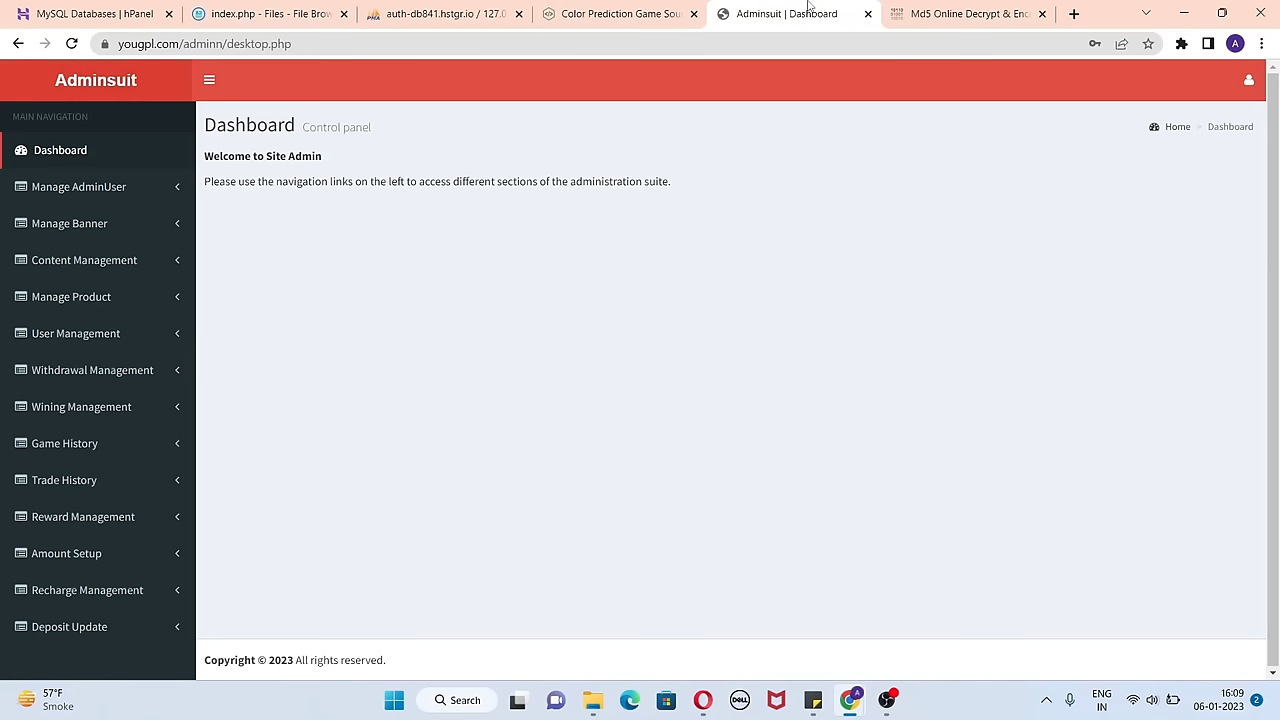 MySQL Databases | hPanel
index.php - Files - File Brow
auth-db841.hstgr.io / 127.0
Color Prediction Game Sou
Adminsuit | Dashboard
Md5 Online Decrypt & Enc
yougpl.com/adminn/desktop.php
A
Adminsuit
MAIN NAVIGATION
Dashboard
Manage AdminUser
Manage Banner
Content Management
Manage Product
User Management
Withdrawal Management
Wining Management
Game History
Trade History
Reward Management
Amount Setup
Recharge Management
Deposit Update
Dashboard Control panel
Home
Dashboard
Welcome to Site Admin
Please use the navigation links on the left to access different sections of the administration suite.
Copyright © 2023 All rights reserved.
57°F
Smoke
Search
DELL
A
ENG
IN
16:09
06-01-2023
2